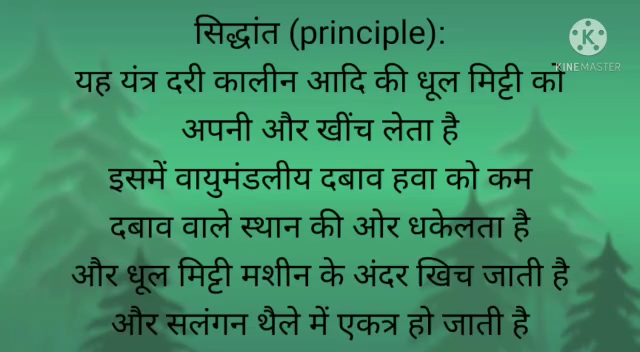 सिद्धांत (principle):
K
KINEMASTER
यह यंत्र दरी कालीन आदि की धूल मिट्टी को
अपनी और खींच लेता है
इसमें वायुमंडलीय दबाव हवा को कम
दबाव वाले स्थान की ओर धकेलता है
और धूल मिट्टी मशीन के अंदर खिच जाती है
और सलंगन थैले में एकत्र हो जाती है